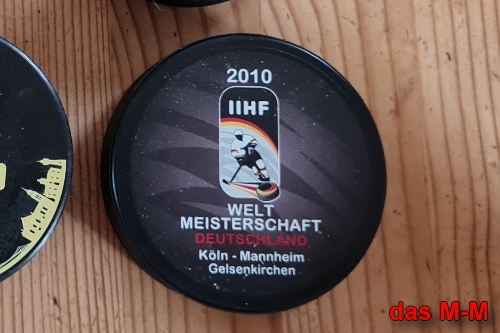 2010
IIHF
WELT
MEISTERSCHAFT
DEUTSCHLAND
Köln - Mannheim
Gelsenkirchen
das M-M